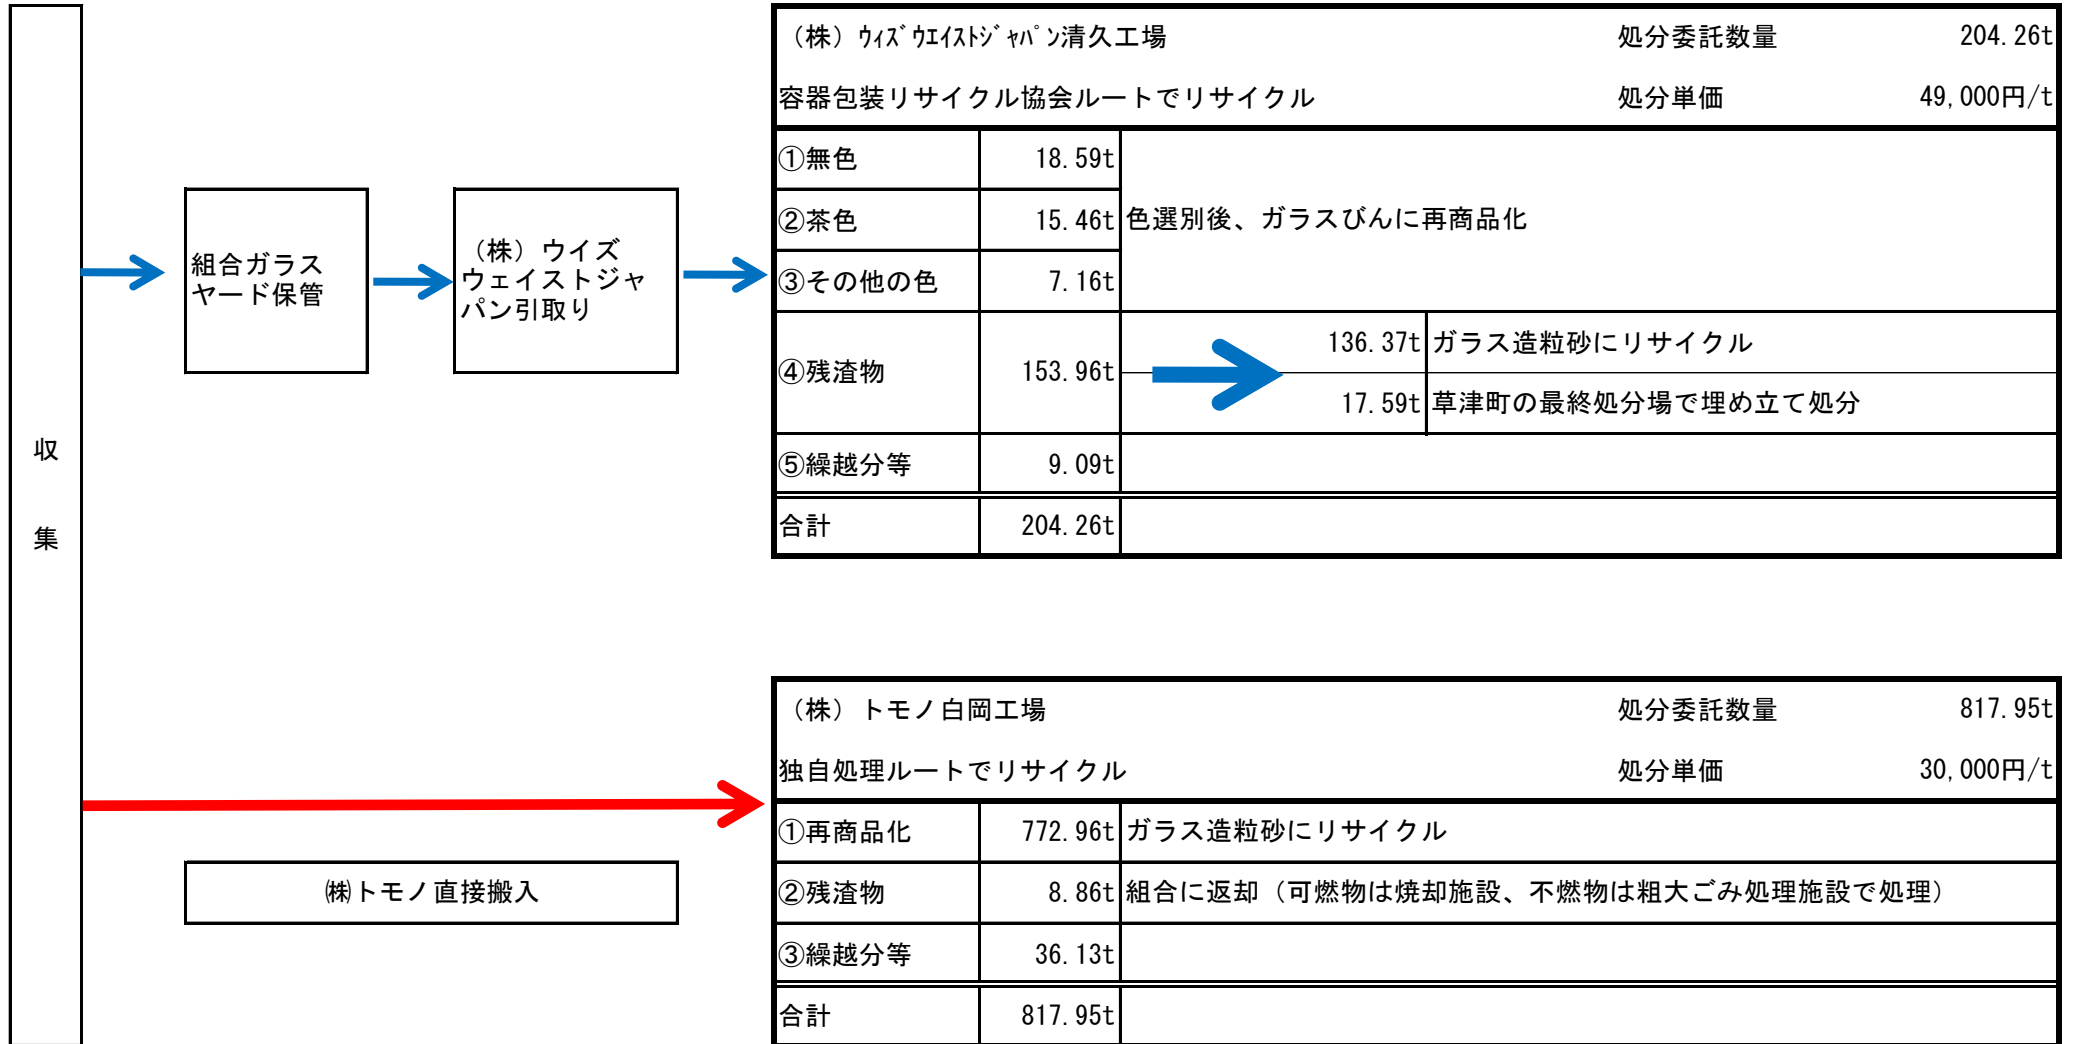 収
集
組合ガラス
ヤード保管
（株）ウイズ
ウェイストジャ
パン引取り
（株）ｳｨｽﾞｳｴｲｽﾄｼﾞｬﾊﾟﾝ清久工場 処分委託数量 204.26t
容器包装リサイクル協会ルートでリサイクル 処分単価 49,000円/t
①無色 18.59t
②茶色 15.46t 色選別後、ガラスびんに再商品化
③その他の色 7.16t
136.37t ガラス造粒砂にリサイクル
④残渣物 153.96t
17.59t 草津町の最終処分場で埋め立て処分
⑤繰越分等 9.09t
合計 204.26t
㈱トモノ直接搬入
（株）トモノ白岡工場 処分委託数量 817.95t
独自処理ルートでリサイクル 処分単価 30,000円/t
①再商品化 772.96t ガラス造粒砂にリサイクル
②残渣物 8.86t 組合に返却（可燃物は焼却施設、不燃物は粗大ごみ処理施設で処理）
③繰越分等 36.13t
合計 817.95t